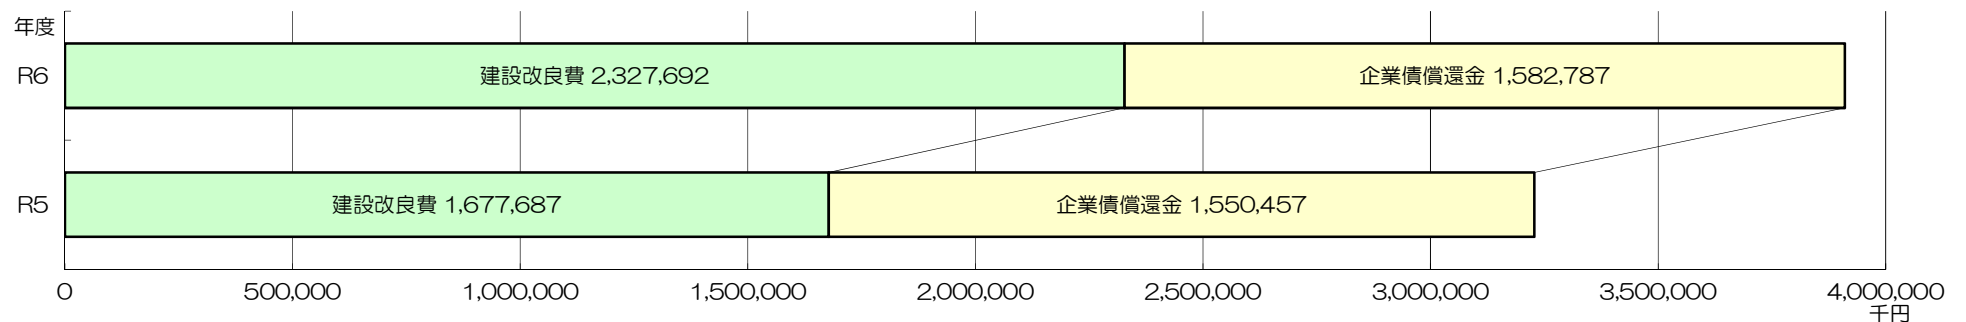 年度
R6
建設改良費 2,327,692
企業債償還金 1,582,787
R5
建設改良費 1,677,687
企業債償還金 1,550,457
0
500,000
1,000,000
1,500,000
2,000,000
2,500,000
3,000,000
3,500,000
4,000,000
千円